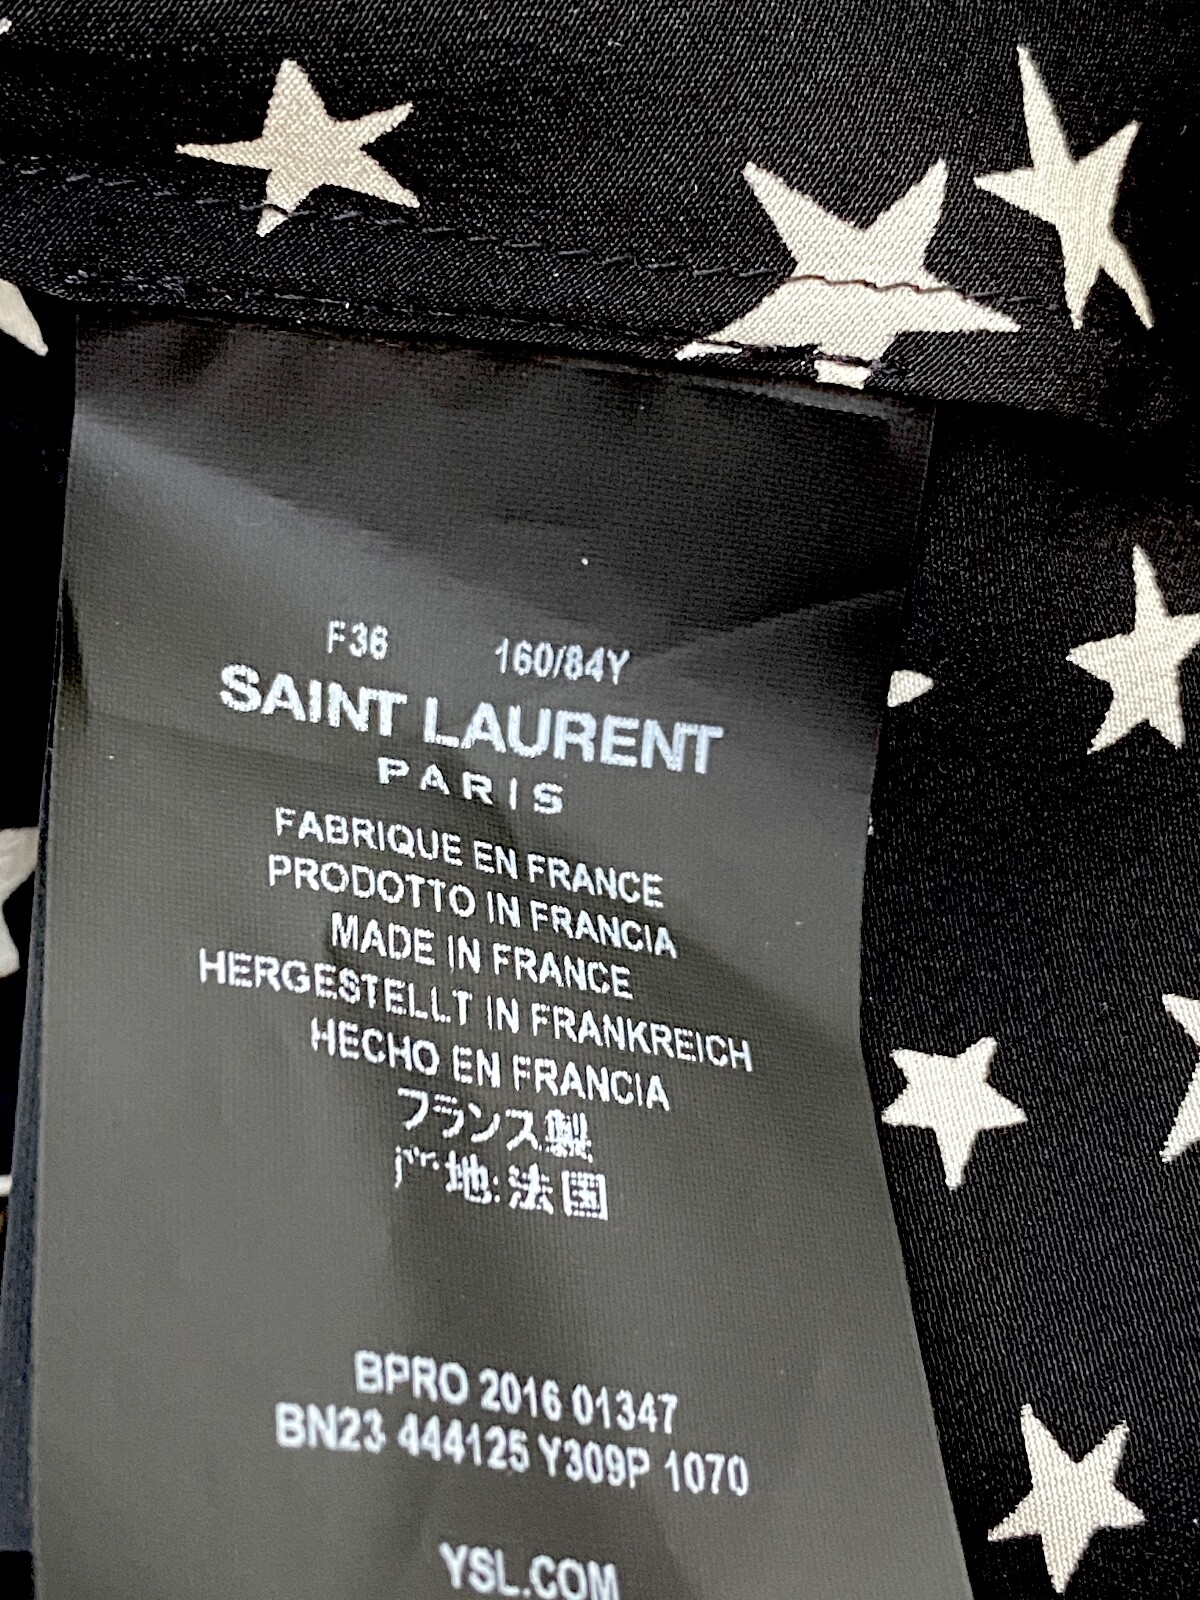 F36 160/84Y
SAINT LAURENT
PARIS
FABRIQUE EN FRANCE
PRODOTTO IN FRANCIA
MADE IN FRANCE
HERGESTELLT IN FRANKREICH
HECHO EN FRANCIA
フランス製
产地:法国
BPRO 2016 01347
BN23 444125 Y309P 1070
YSL.COM